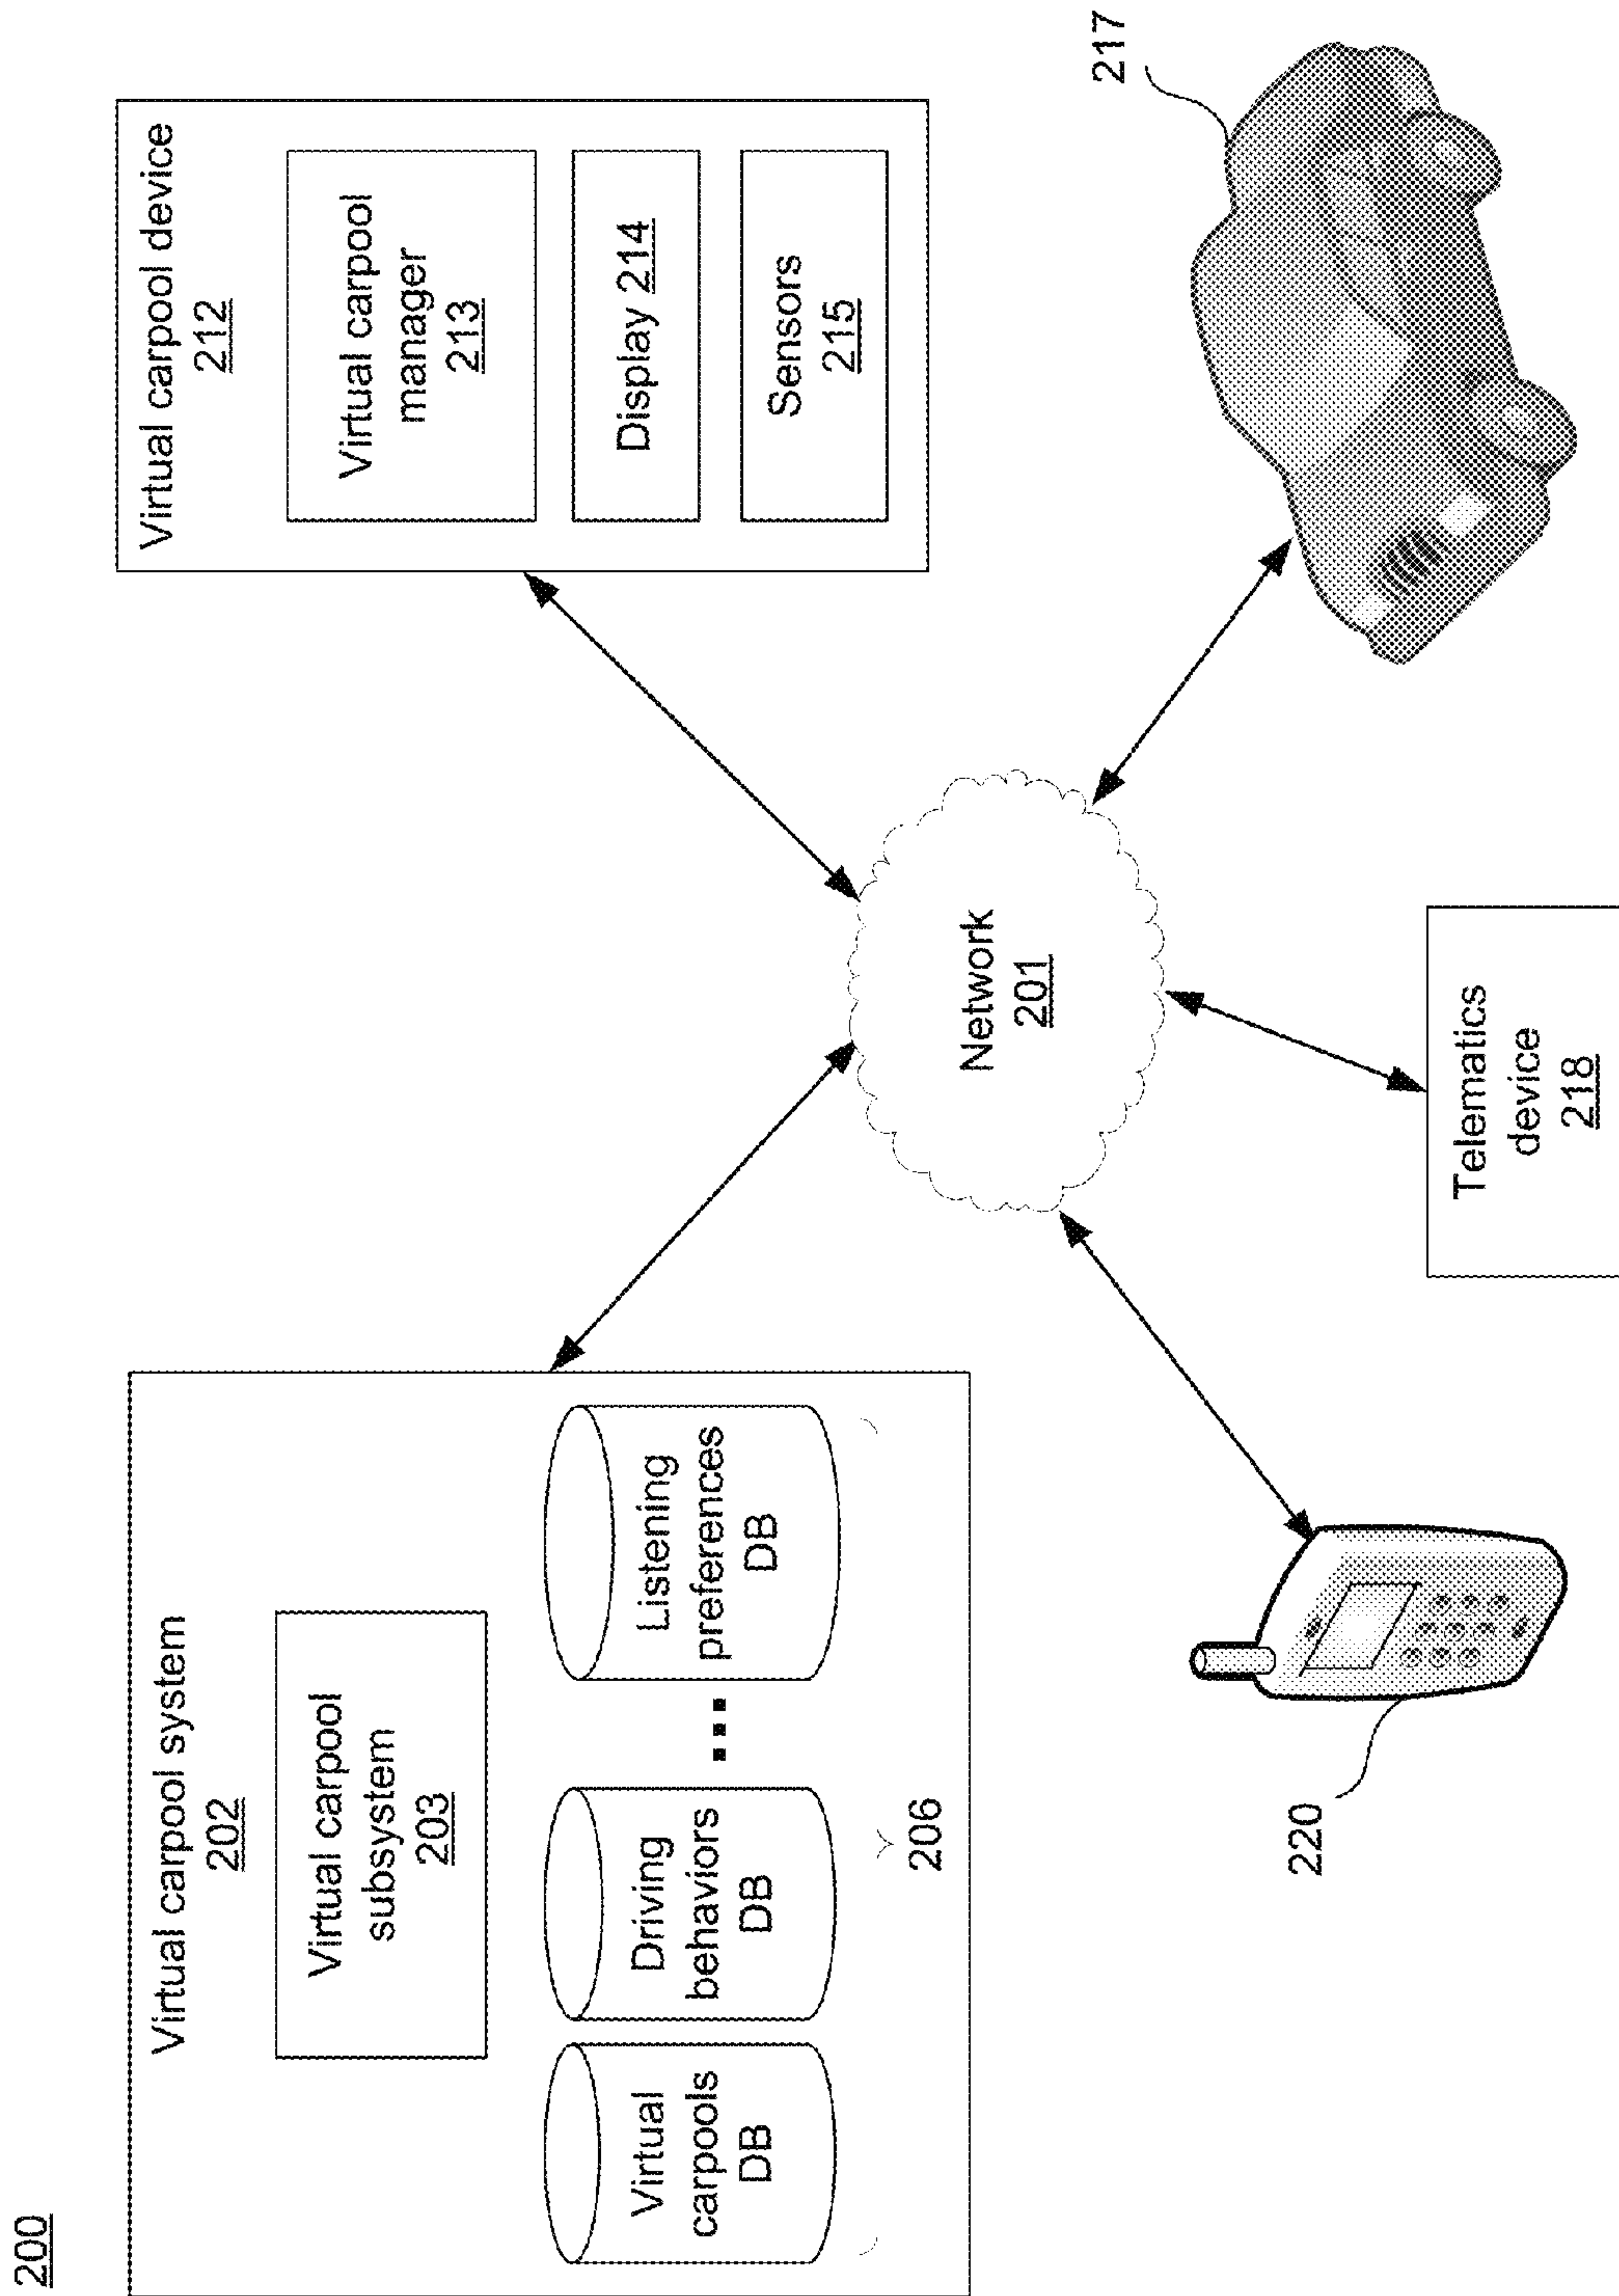 200
Virtual carpool system
202
Virtual carpool
subsystem
203
Virtual
carpools
DB
Driving
behaviors
DB
...
Listening
preferences
DB
206
Virtual carpool device
212
Virtual carpool
manager
213
Display 214
Sensors
215
Network
201
220
Telematics
device
218
217